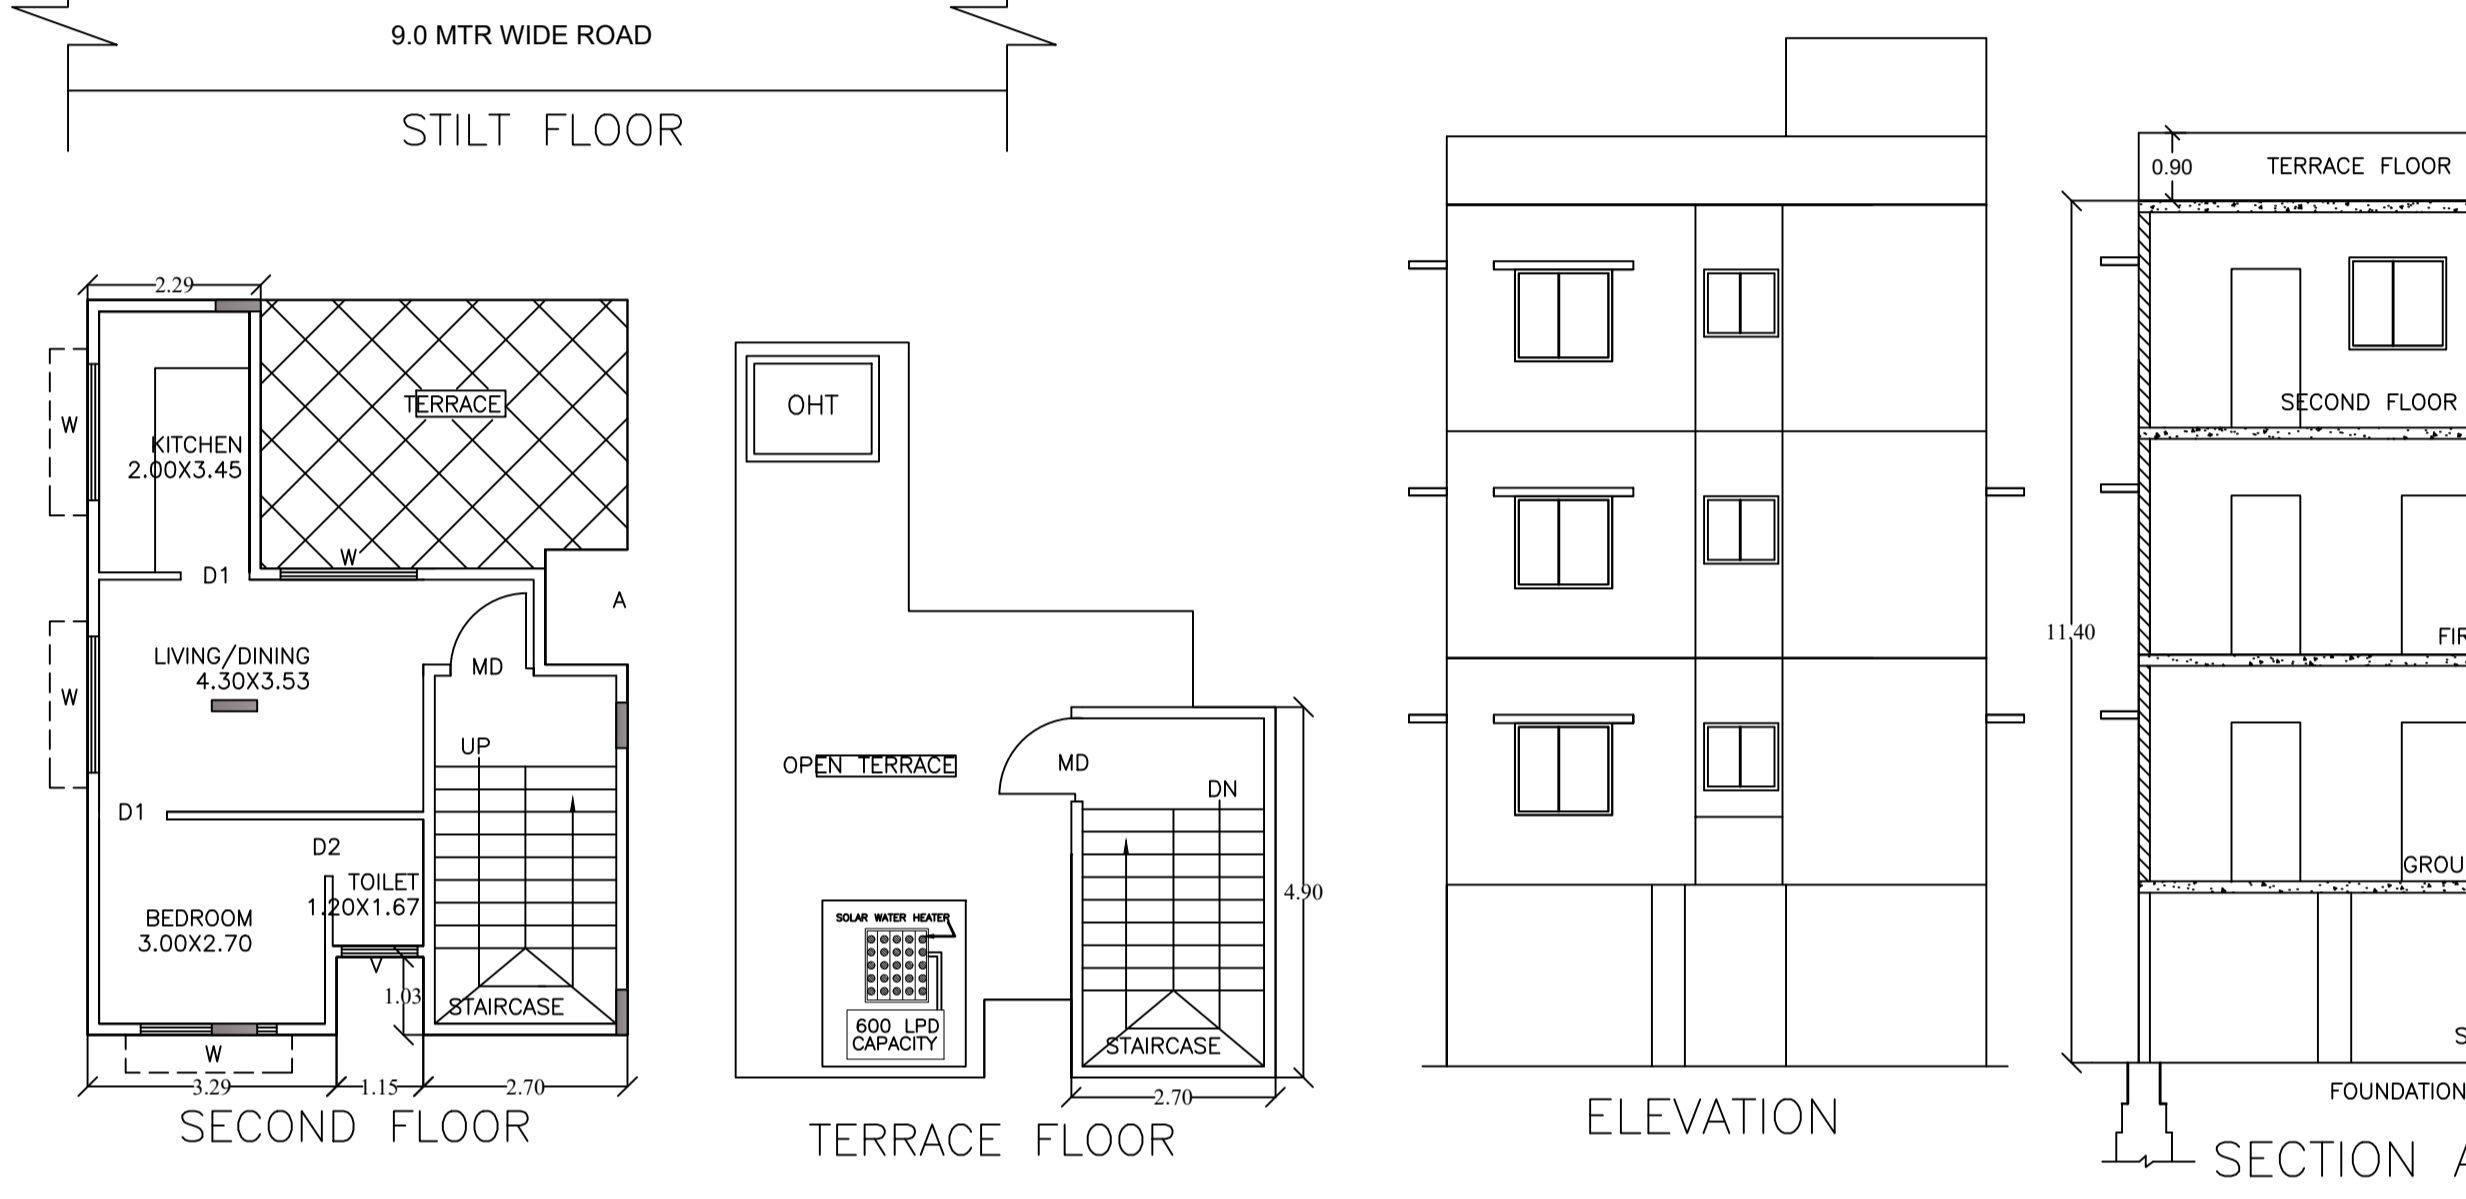 9.0 MTR WIDE ROAD
STILT FLOOR
2.29
TERRACE
W
KITCHEN
2.00X3.45
W
D1
A
LIVING/DINING
4.30X3.53
MD
W
UP
D1
D2
TOILET
1.20X1.67
BEDROOM
3.00X2.70
V
1.03
STAIRCASE
W
3.29
1.15
2.70
SECOND FLOOR
OHT
OPEN TERRACE
MD
DN
4.90
SOLAR WATER HEATER
600 LPD
CAPACITY
STAIRCASE
2.70
TERRACE FLOOR
ELEVATION
0.90
TERRACE FLOOR
SECOND FLOOR
11.40
FIR
GROU
S
FOUNDATION
SECTION A